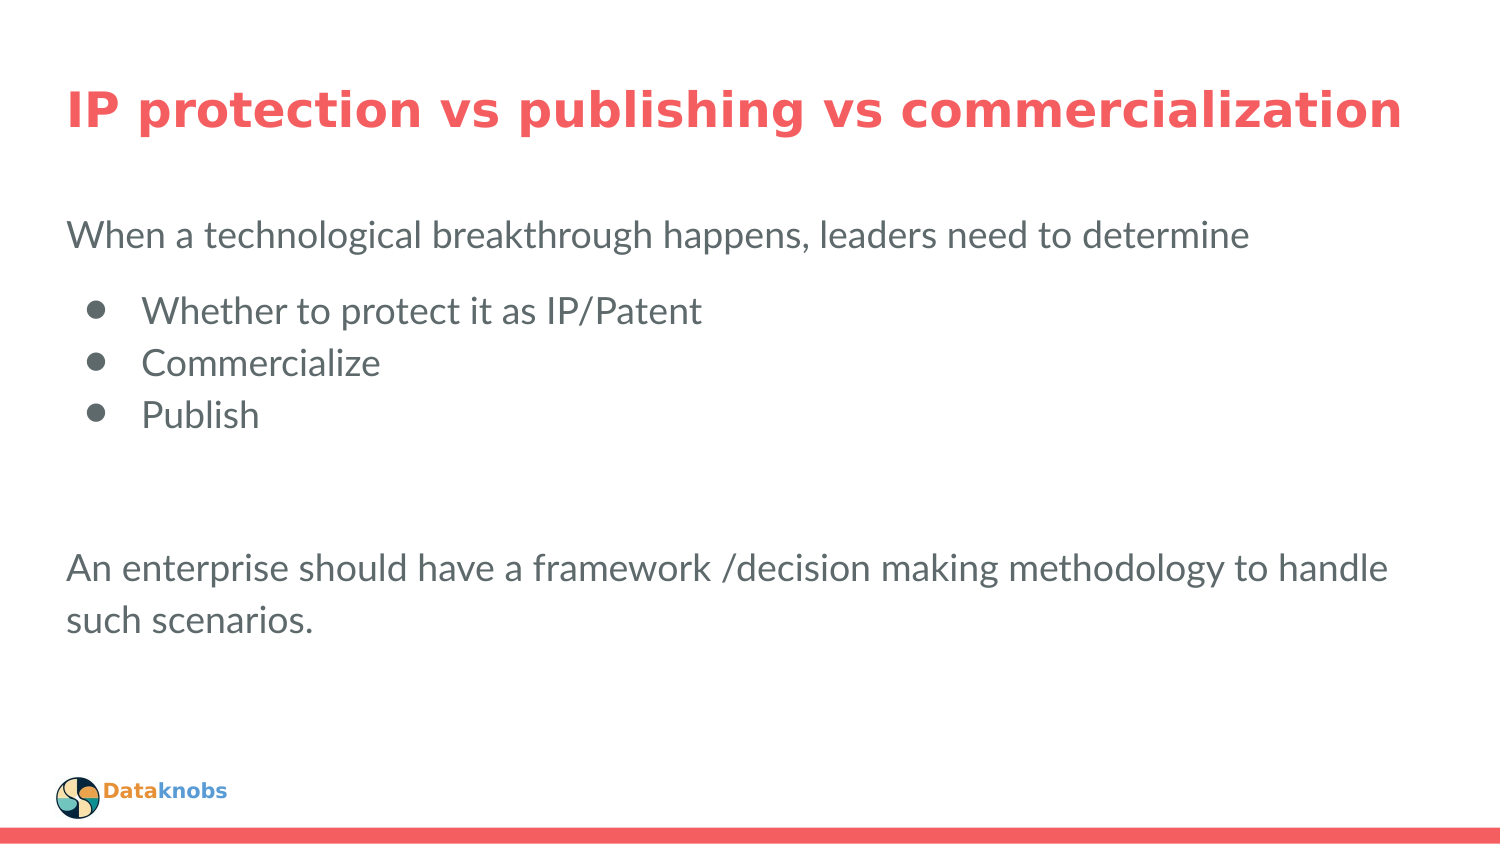 IP protection vs publishing vs commercialization
When a technological breakthrough happens, leaders need to determine
● Whether to protect it as IP/Patent
● Commercialize
● Publish
An enterprise should have a framework /decision making methodology to handle
such scenarios.
Dataknobs